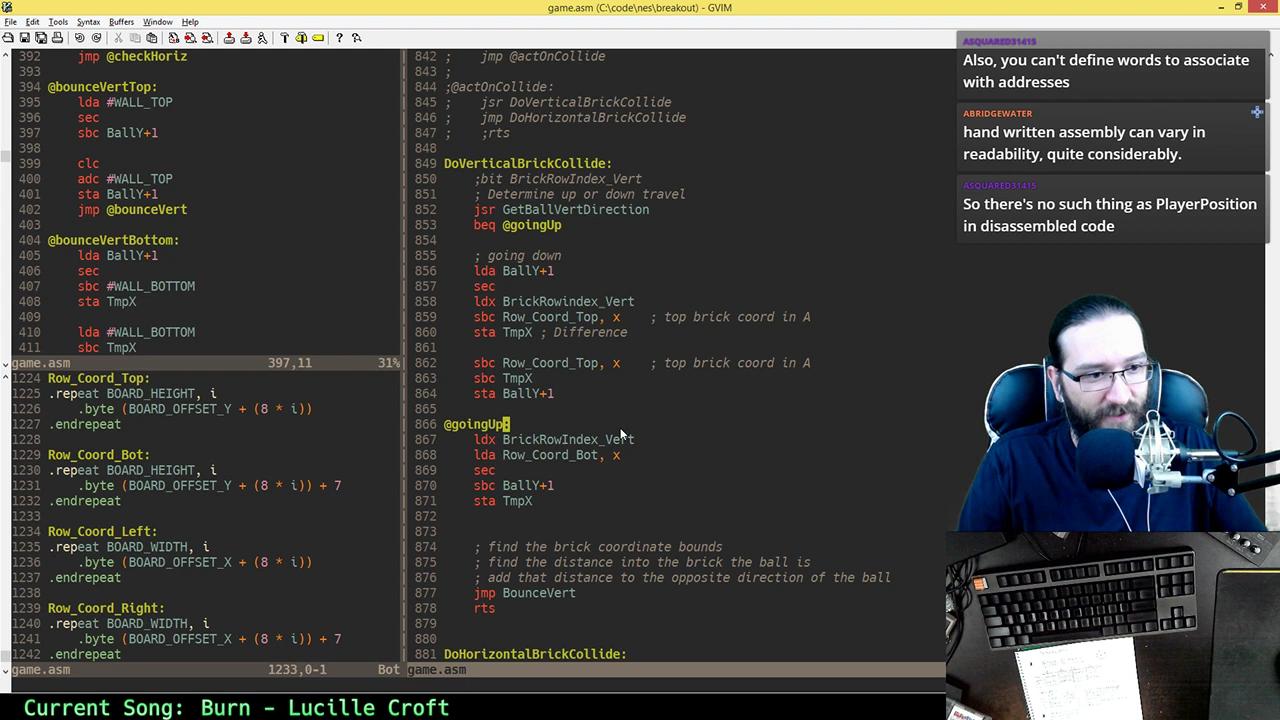 game.asm (C:\code\nes\breakout) - GVIM
File Edit Tools Syntax Buffers Window Help
392 jmp @checkHoriz
393
394 @bounceVertTop:
395 lda #WALL_TOP
396 sec
397 sbc BallY+1
398
399 clc
400 adc #WALL_TOP
401 sta BallY+1
402 jmp @bounceVert
403
404 @bounceVertBottom:
405 lda BallY+1
406 sec
407 sbc #WALL_BOTTOM
408 sta TmpX
409
410 lda #WALL_BOTTOM
411 sbc TmpX
game.asm 397,11 31%
1224 Row_Coord_Top:
1225 .repeat BOARD_HEIGHT, i
1226 .byte (BOARD_OFFSET_Y + (8 * i))
1227 .endrepeat
1228
1229 Row_Coord_Bot:
1230 .repeat BOARD_HEIGHT, i
1231 .byte (BOARD_OFFSET_Y + (8 * i)) + 7
1232 .endrepeat
1233
1234 Row_Coord_Left:
1235 .repeat BOARD_WIDTH, i
1236 .byte (BOARD_OFFSET_X + (8 * i))
1237 .endrepeat
1238
1239 Row_Coord_Right:
1240 .repeat BOARD_WIDTH, i
1241 .byte (BOARD_OFFSET_X + (8 * i)) + 7
1242 .endrepeat
game.asm 1233,0-1 Bot
842 ; jmp @actOnCollide
843 ;
844 ;@actOnCollide:
845 ; jsr DoVerticalBrickCollide
846 ; jmp DoHorizontalBrickCollide
847 ; ;rts
848
849 DoVerticalBrickCollide:
850 ;bit BrickRowIndex_Vert
851 ; Determine up or down travel
852 jsr GetBallVertDirection
853 beq @goingUp
854
855 ; going down
856 lda BallY+1
857 sec
858 ldx BrickRowindex_Vert
859 sbc Row_Coord_Top, x ; top brick coord in A
860 sta TmpX ; Difference
861
862 sbc Row_Coord_Top, x ; top brick coord in A
863 sbc TmpX
864 sta BallY+1
865
866 @goingUp:
867 ldx BrickRowIndex_Vert
868 lda Row_Coord_Bot, x
869 sec
870 sbc BallY+1
871 sta TmpX
872
873
874 ; find the brick coordinate bounds
875 ; find the distance into the brick the ball is
876 ; add that distance to the opposite direction of the ball
877 jmp BounceVert
878 rts
879
880
881 DoHorizontalBrickCollide:
game.asm
ASQUARED31415
Also, you can't define words to associate
with addresses
ABRIDGEWATER
hand written assembly can vary in
readability, quite considerably.
ASQUARED31415
So there's no such thing as PlayerPosition
in disassembled code
Current Song: Burn - Lucille Croft